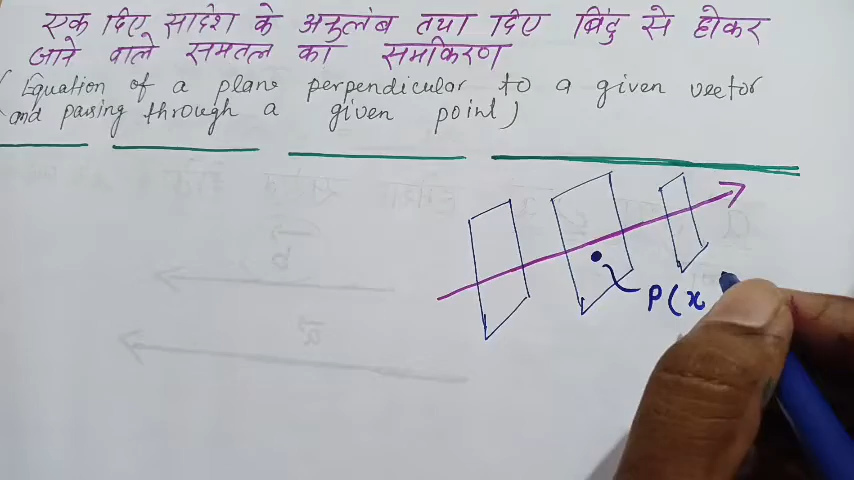 एक दिए सादिश के अनुलंब तथा दिए बिंदु से होकर
जाने वाले समतल का समीकरण
( Equation of a plane perpendicular to a given vector
and passing through a given point)
P(x